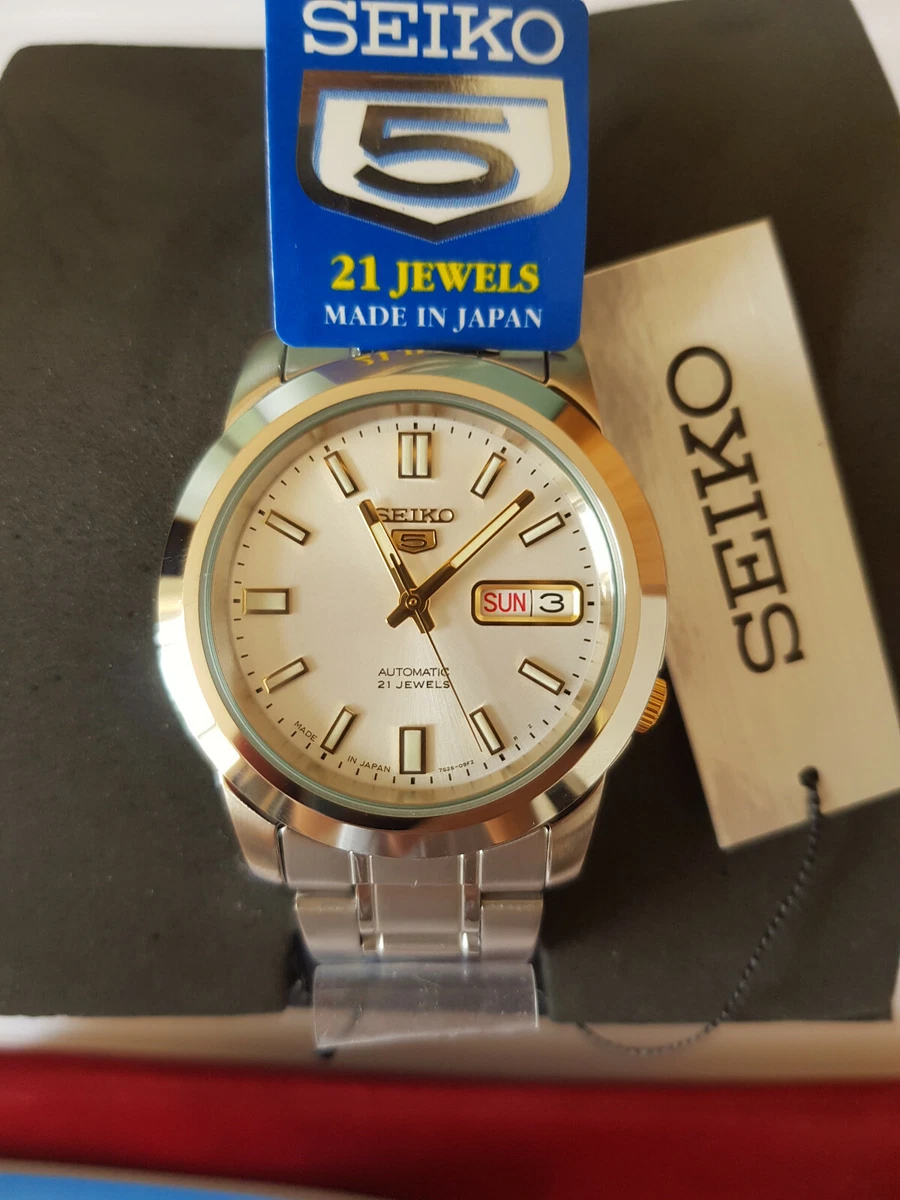 SEIKO
5
21 JEWELS
MADE IN JAPAN
SEIKO
SEIKO
5
SUN 3
AUTOMATIC
21 JEWELS
MADE IN JAPAN